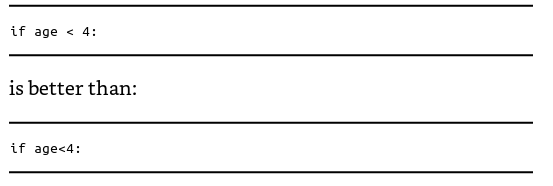 if age < 4:
is better than:
if age<4: